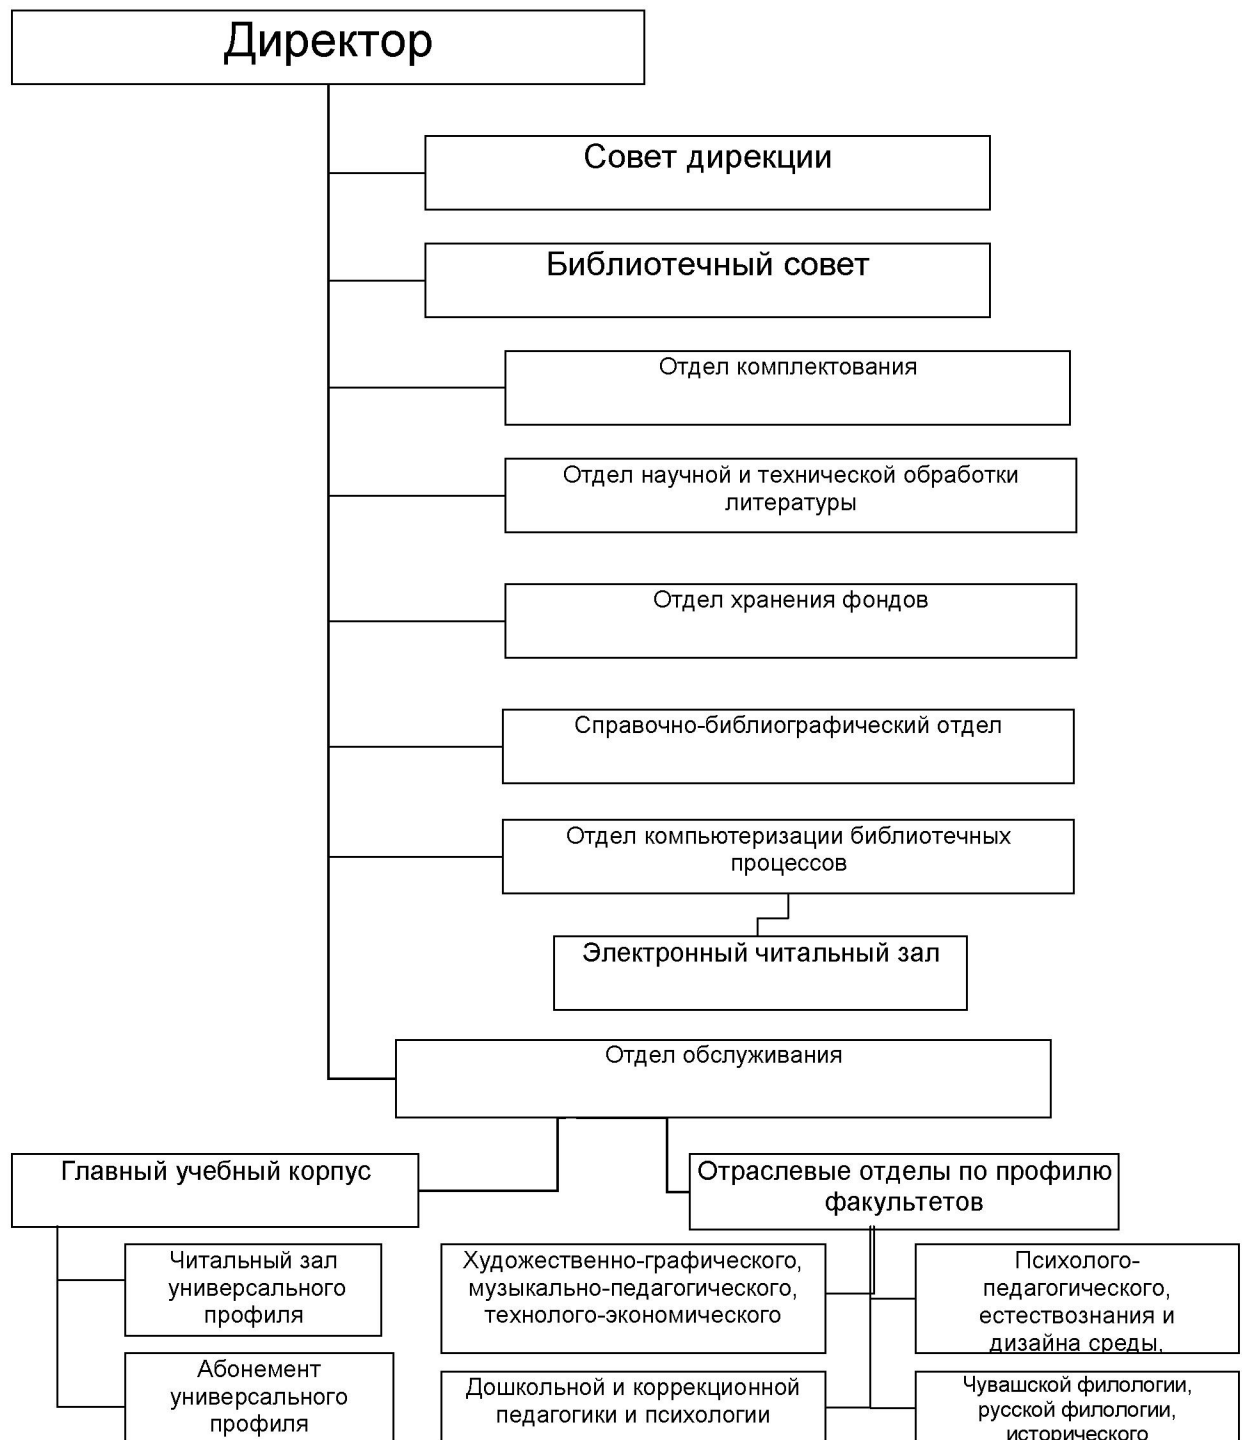 Директор
Совет дирекции
Библиотечный совет
Отдел комплектования
Отдел научной и технической обработки
литературы
Отдел хранения фондов
Справочно-библиографический отдел
Отдел компьютеризации библиотечных
процессов
Электронный читальный зал
Отдел обслуживания
Главный учебный корпус
Отраслевые отделы по профилю
факультетов
Читальный зал
универсального
профиля
Художественно-графического,
музыкально-педагогического,
технолого-экономического
Психолого-
педагогического,
естествознания и
дизайна среды,
Абонемент
универсального
профиля
Дошкольной и коррекционной
педагогики и психологии
Чувашской филологии,
русской филологии,
исторического